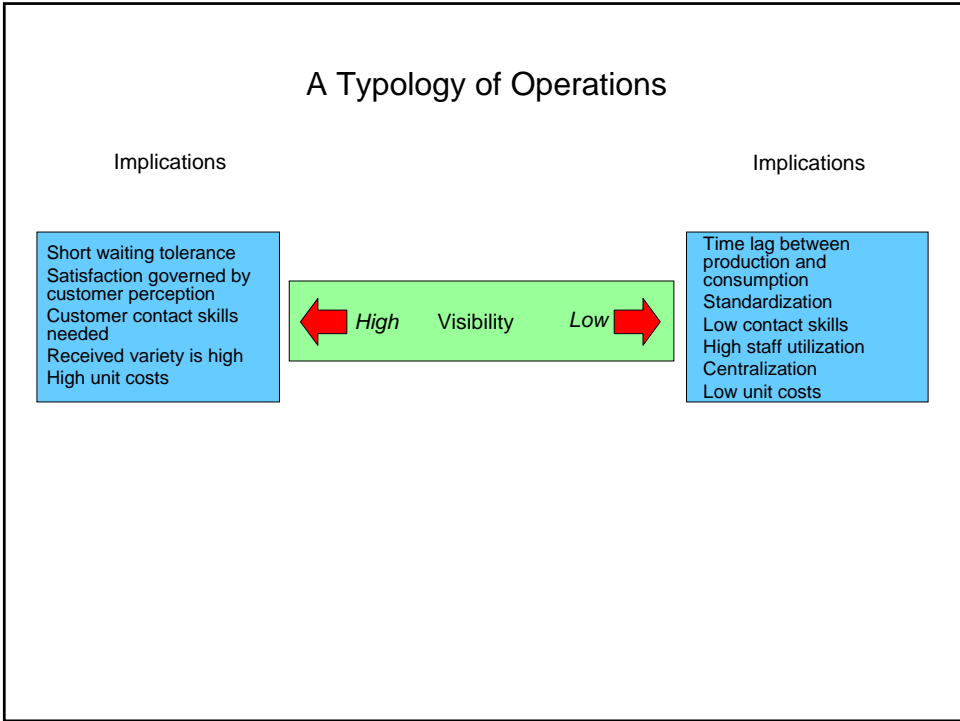 A Typology of Operations
Implications
Implications
Short waiting tolerance
Satisfaction governed by
customer perception
Customer contact skills
needed
Received variety is high
High unit costs
High Visibility Low
Time lag between
production and
consumption
Standardization
Low contact skills
High staff utilization
Centralization
Low unit costs